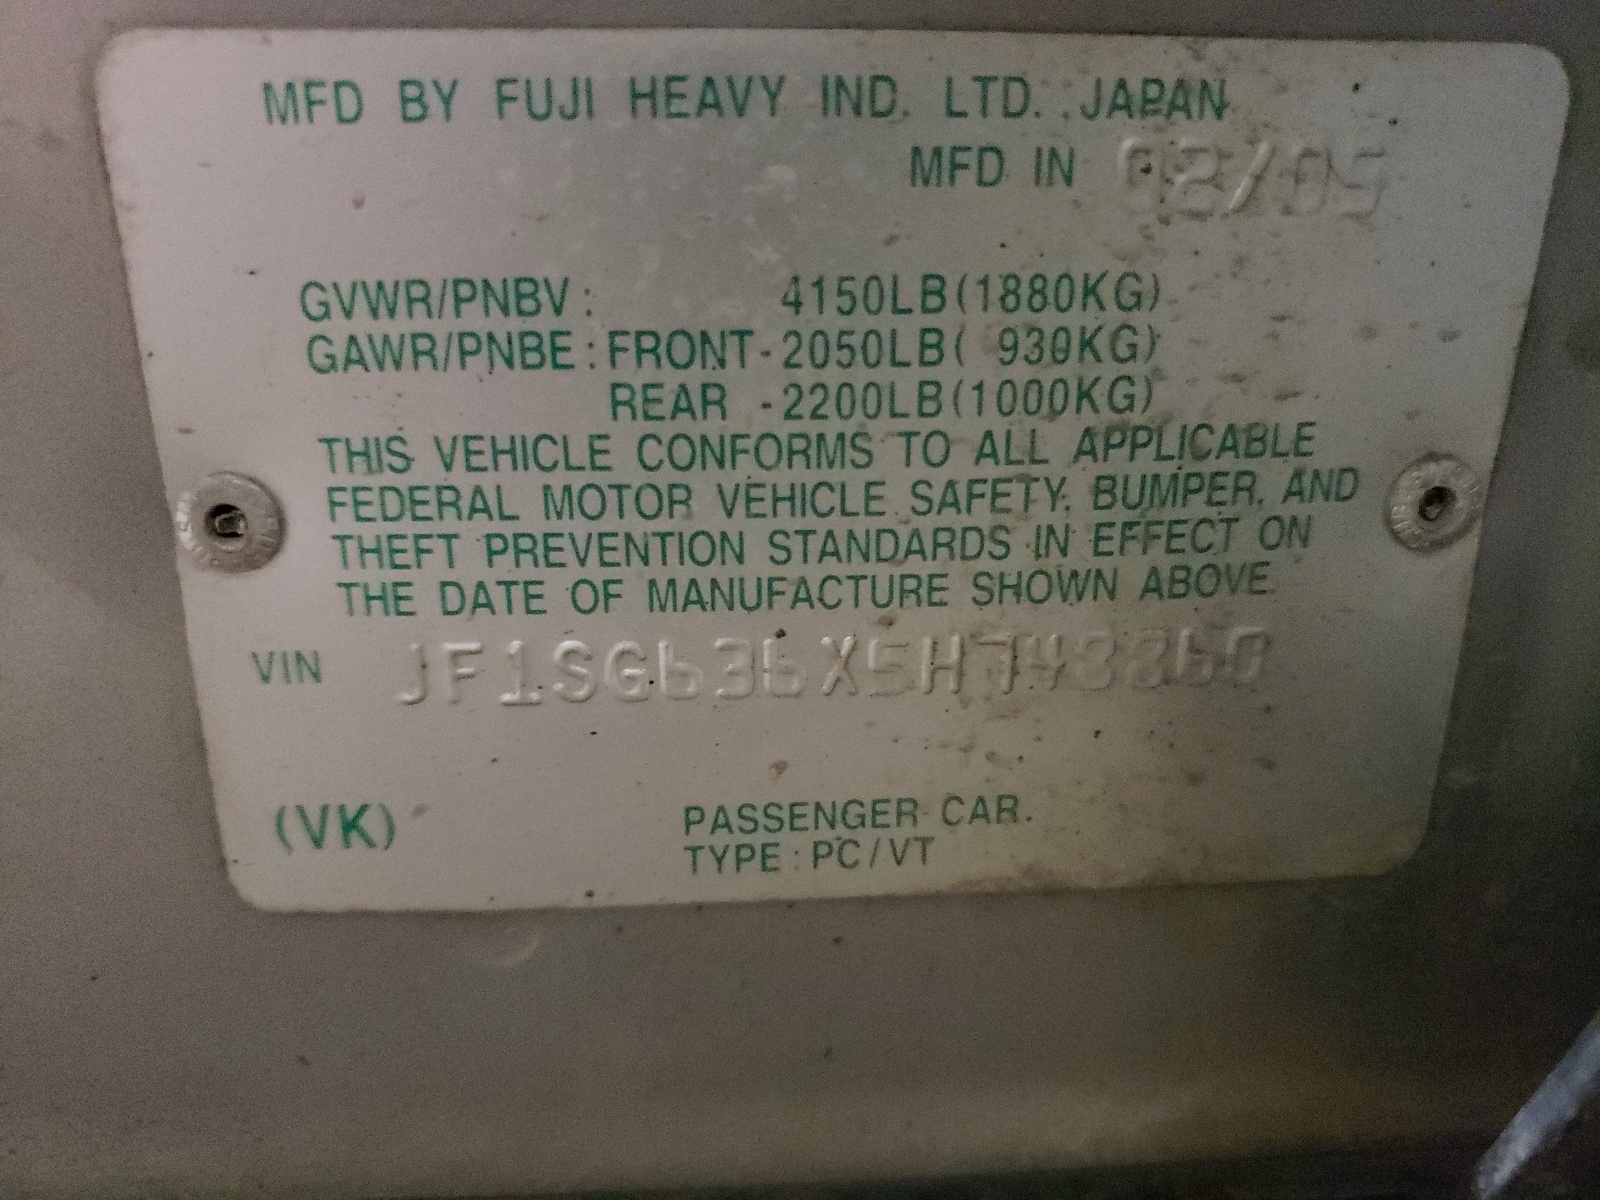 MFD BY FUJI HEAVY IND. LTD. JAPAN
MFD IN 02/05
GVWR/PNBV : 4150LB(1880KG)
GAWR/PNBE : FRONT - 2050LB( 930KG)
REAR - 2200LB(1000KG)
THIS VEHICLE CONFORMS TO ALL APPLICABLE
FEDERAL MOTOR VEHICLE SAFETY, BUMPER, AND
THEFT PREVENTION STANDARDS IN EFFECT ON
THE DATE OF MANUFACTURE SHOWN ABOVE
VIN
(VK)
PASSENGER CAR.
TYPE : PC/VT